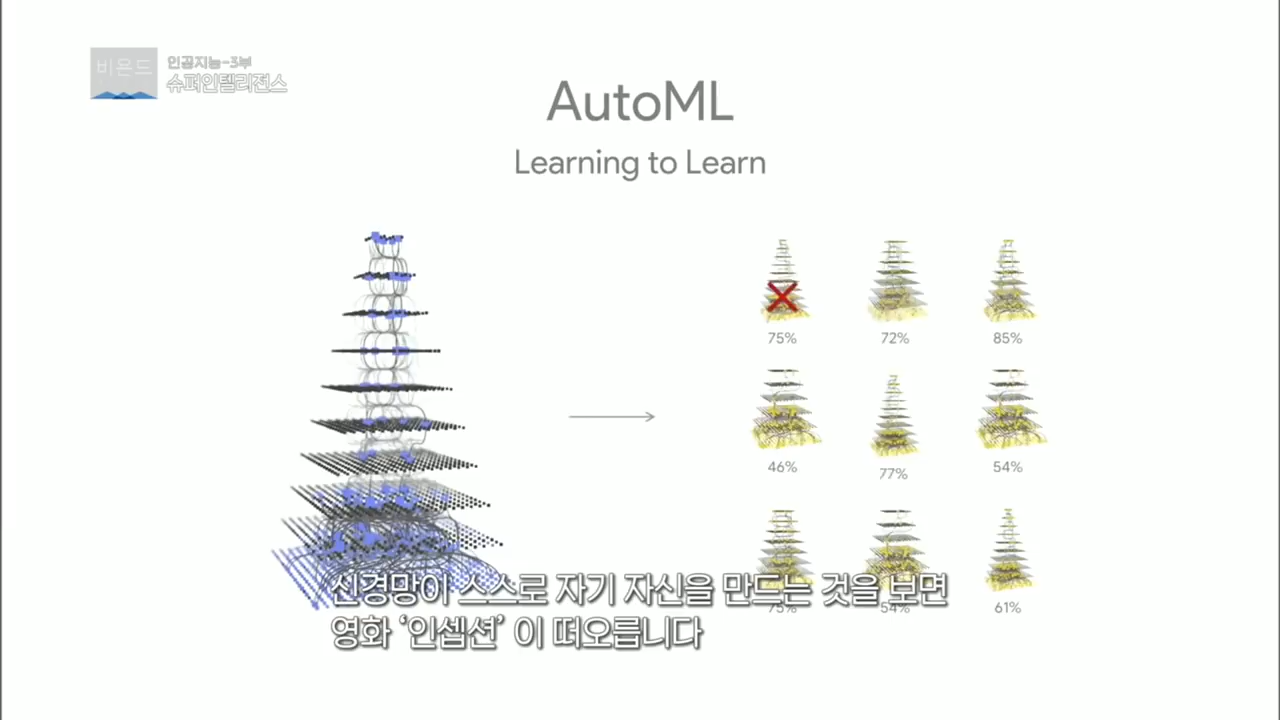 비욘드
인공지능-3부
슈퍼인텔리전스
AutoML
Learning to Learn
75%
72%
85%
46%
77%
54%
75%
54%
61%
신경망이 스스로 자기 자신을 만드는 것을 보면
영화 ‘인셉션’ 이 떠오릅니다